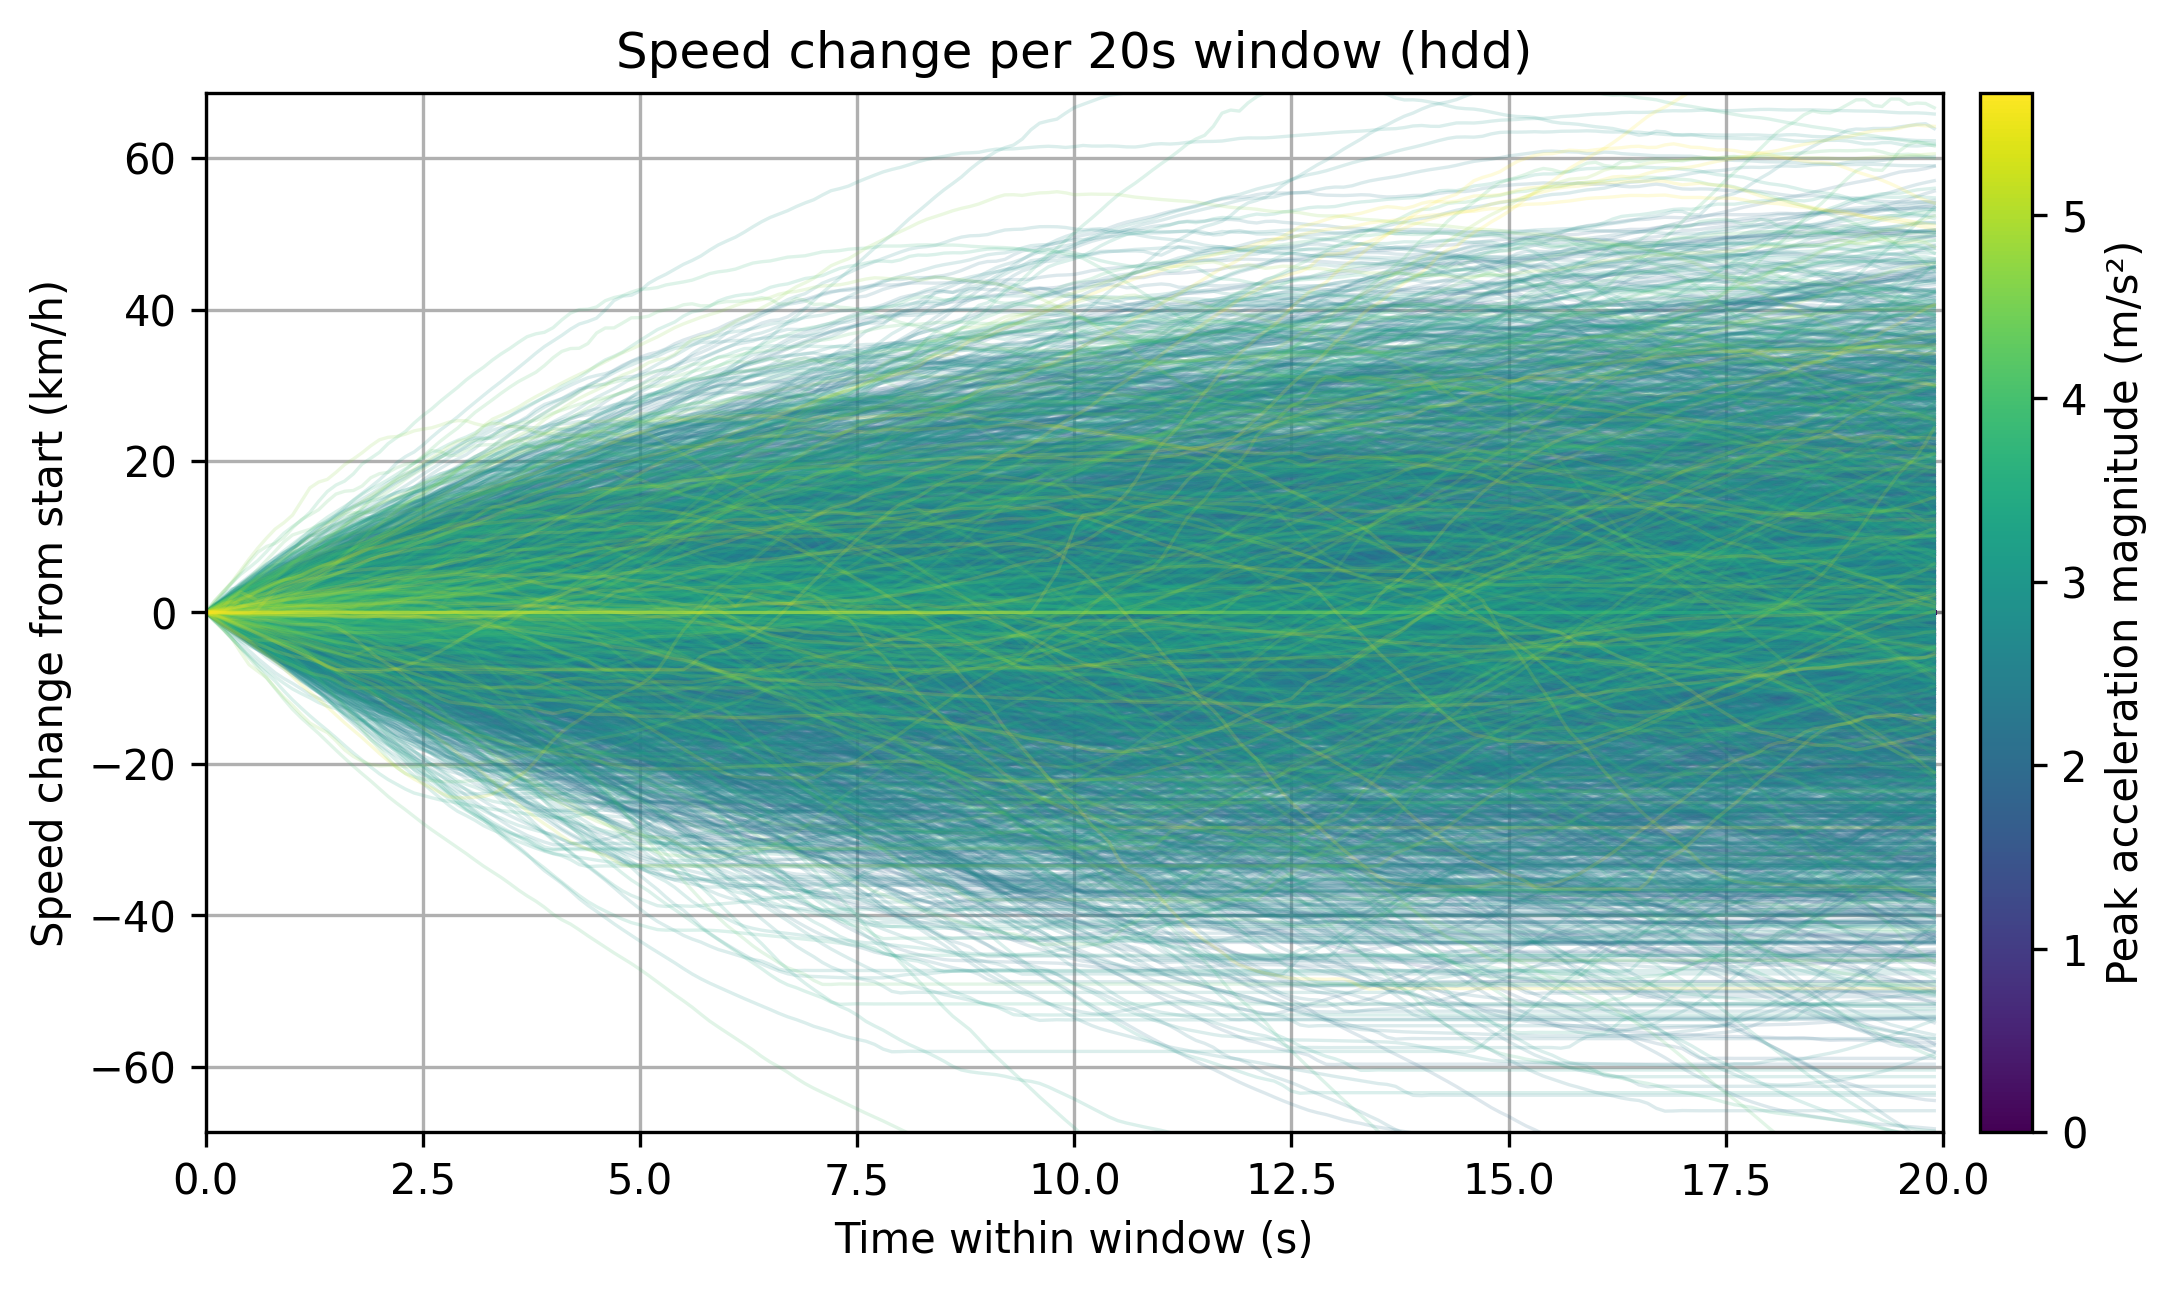 Speed change per 20s window (hdd)
Speed change from start (km/h)
60
40
20
0
−20
−40
−60
0.0 2.5 5.0 7.5 10.0 12.5 15.0 17.5 20.0
Time within window (s)
5
4
3
2
1
0
Peak acceleration magnitude (m/s²)